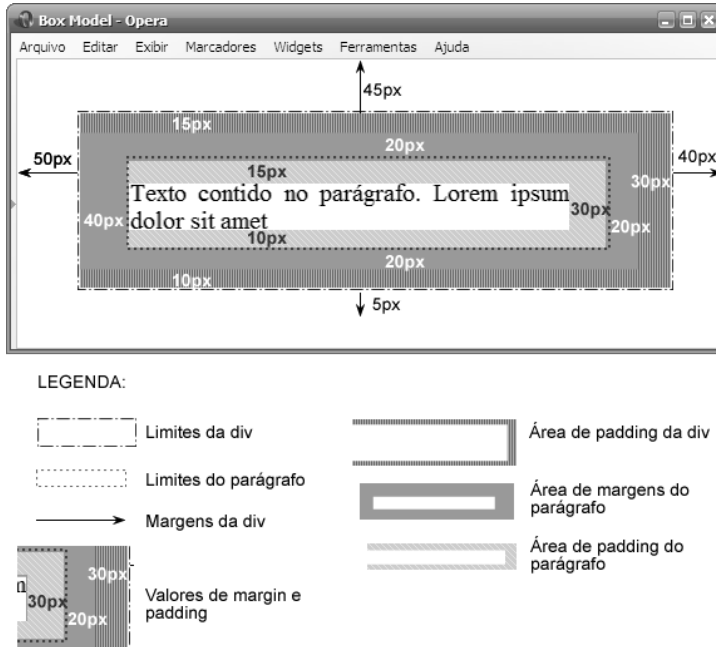 Box Model - Opera
Arquivo Editar Exibir Marcadores Widgets Ferramentas Ajuda
45px
15px
20px
50px
40px
15px
30px
Texto contido no parágrafo. Lorem ipsum
30px
dolor sit amet
40px
20px
10px
20px
10px
5px
LEGENDA:
Limites da div
Área de padding da div
Limites do parágrafo
Área de margens do
parágrafo
Margens da div
Área de padding do
parágrafo
30px
m
30px
20px
Valores de margin e
padding